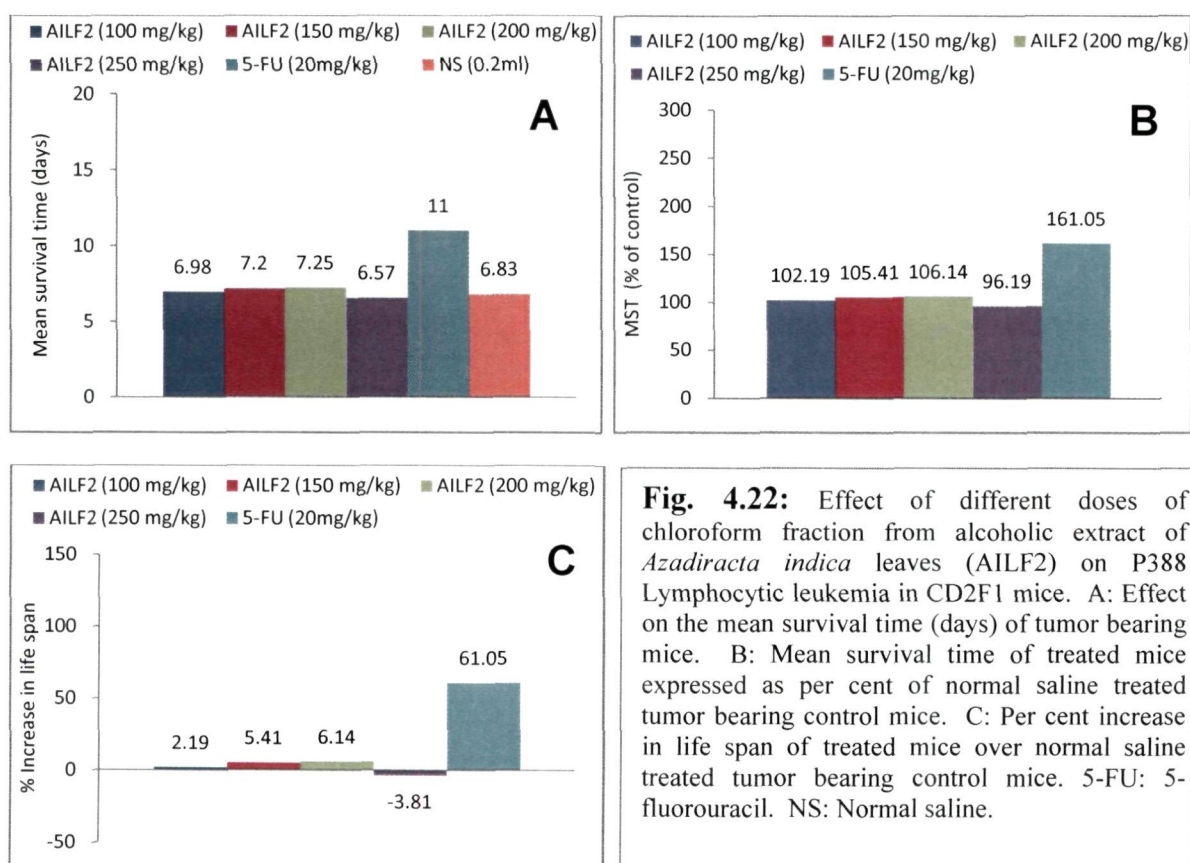 AILF2 (100 mg/kg) AILF2 (150 mg/kg) AILF2 (200 mg/kg)
AILF2 (250 mg/kg) 5-FU (20mg/kg) NS (0.2ml)
A
Mean survival time (days)
20
15
10
5
0
6.98 7.2 7.25 6.57 11 6.83
AILF2 (100 mg/kg) AILF2 (150 mg/kg) AILF2 (200 mg/kg)
AILF2 (250 mg/kg) 5-FU (20mg/kg)
B
MST (% of control)
300
250
200
150
100
50
0
102.19 105.41 106.14 96.19 161.05
AILF2 (100 mg/kg) AILF2 (150 mg/kg) AILF2 (200 mg/kg)
AILF2 (250 mg/kg) 5-FU (20mg/kg)
C
% Increase in life span
150
100
50
0
-50
2.19 5.41 6.14 -3.81 61.05
Fig. 4.22: Effect of different doses of
chloroform fraction from alcoholic extract of
Azadiracta indica leaves (AILF2) on P388
Lymphocytic leukemia in CD2F1 mice. A: Effect
on the mean survival time (days) of tumor bearing
mice. B: Mean survival time of treated mice
expressed as per cent of normal saline treated
tumor bearing control mice. C: Per cent increase
in life span of treated mice over normal saline
treated tumor bearing control mice. 5-FU: 5-
fluorouracil. NS: Normal saline.